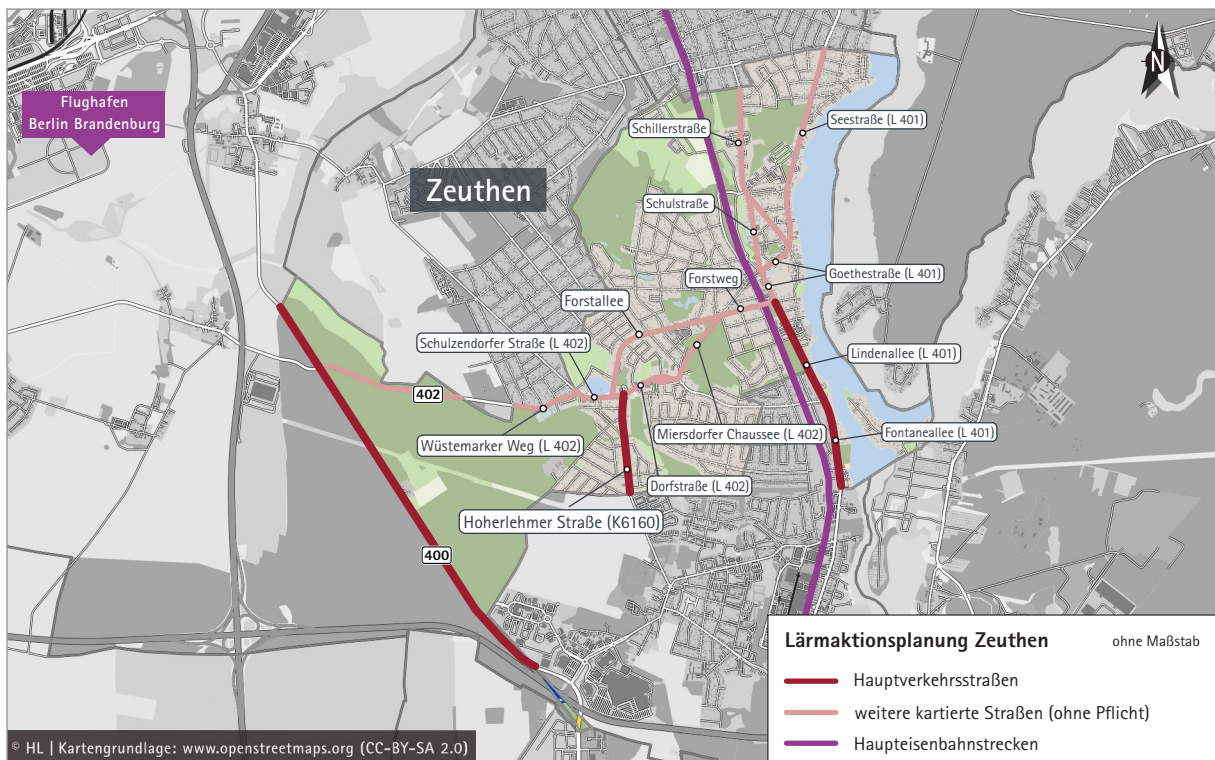 Flughafen
Berlin Brandenburg
N
Zeuthen
Schillerstraße
Seestraße (L 401)
Schulstraße
Goethestraße (L 401)
Forstweg
Forstallee
Schulzendorfer Straße (L 402)
Lindenallee (L 401)
402
Wüstemarker Weg (L 402)
Miersdorfer Chaussee (L 402)
Fontaneallee (L 401)
Dorfstraße (L 402)
Hoherlehmer Straße (K6160)
400
Lärmaktionsplanung Zeuthen
ohne Maßstab
Hauptverkehrsstraßen
weitere kartierte Straßen (ohne Pflicht)
Haupteisenbahnstrecken
© HL | Kartengrundlage: www.openstreetmaps.org (CC-BY-SA 2.0)